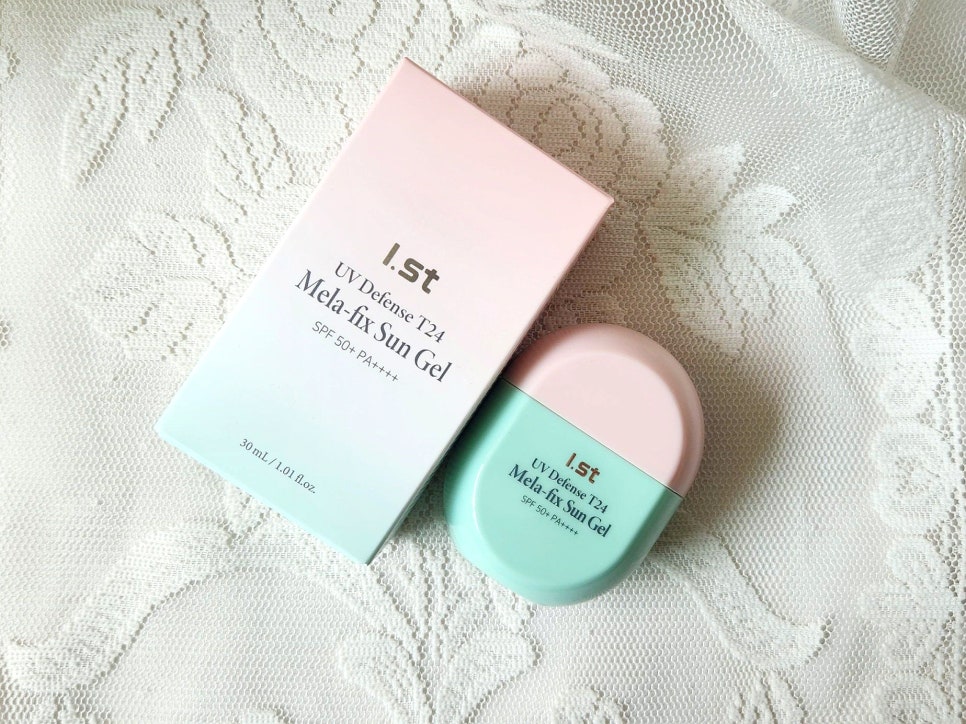 I.st
UV Defense T24
Mela-fix Sun Gel
SPF 50+ PA++++
30 mL / 1.01 fl.oz.
I.st
UV Defense T24
Mela-fix Sun Gel
SPF 50+ PA++++